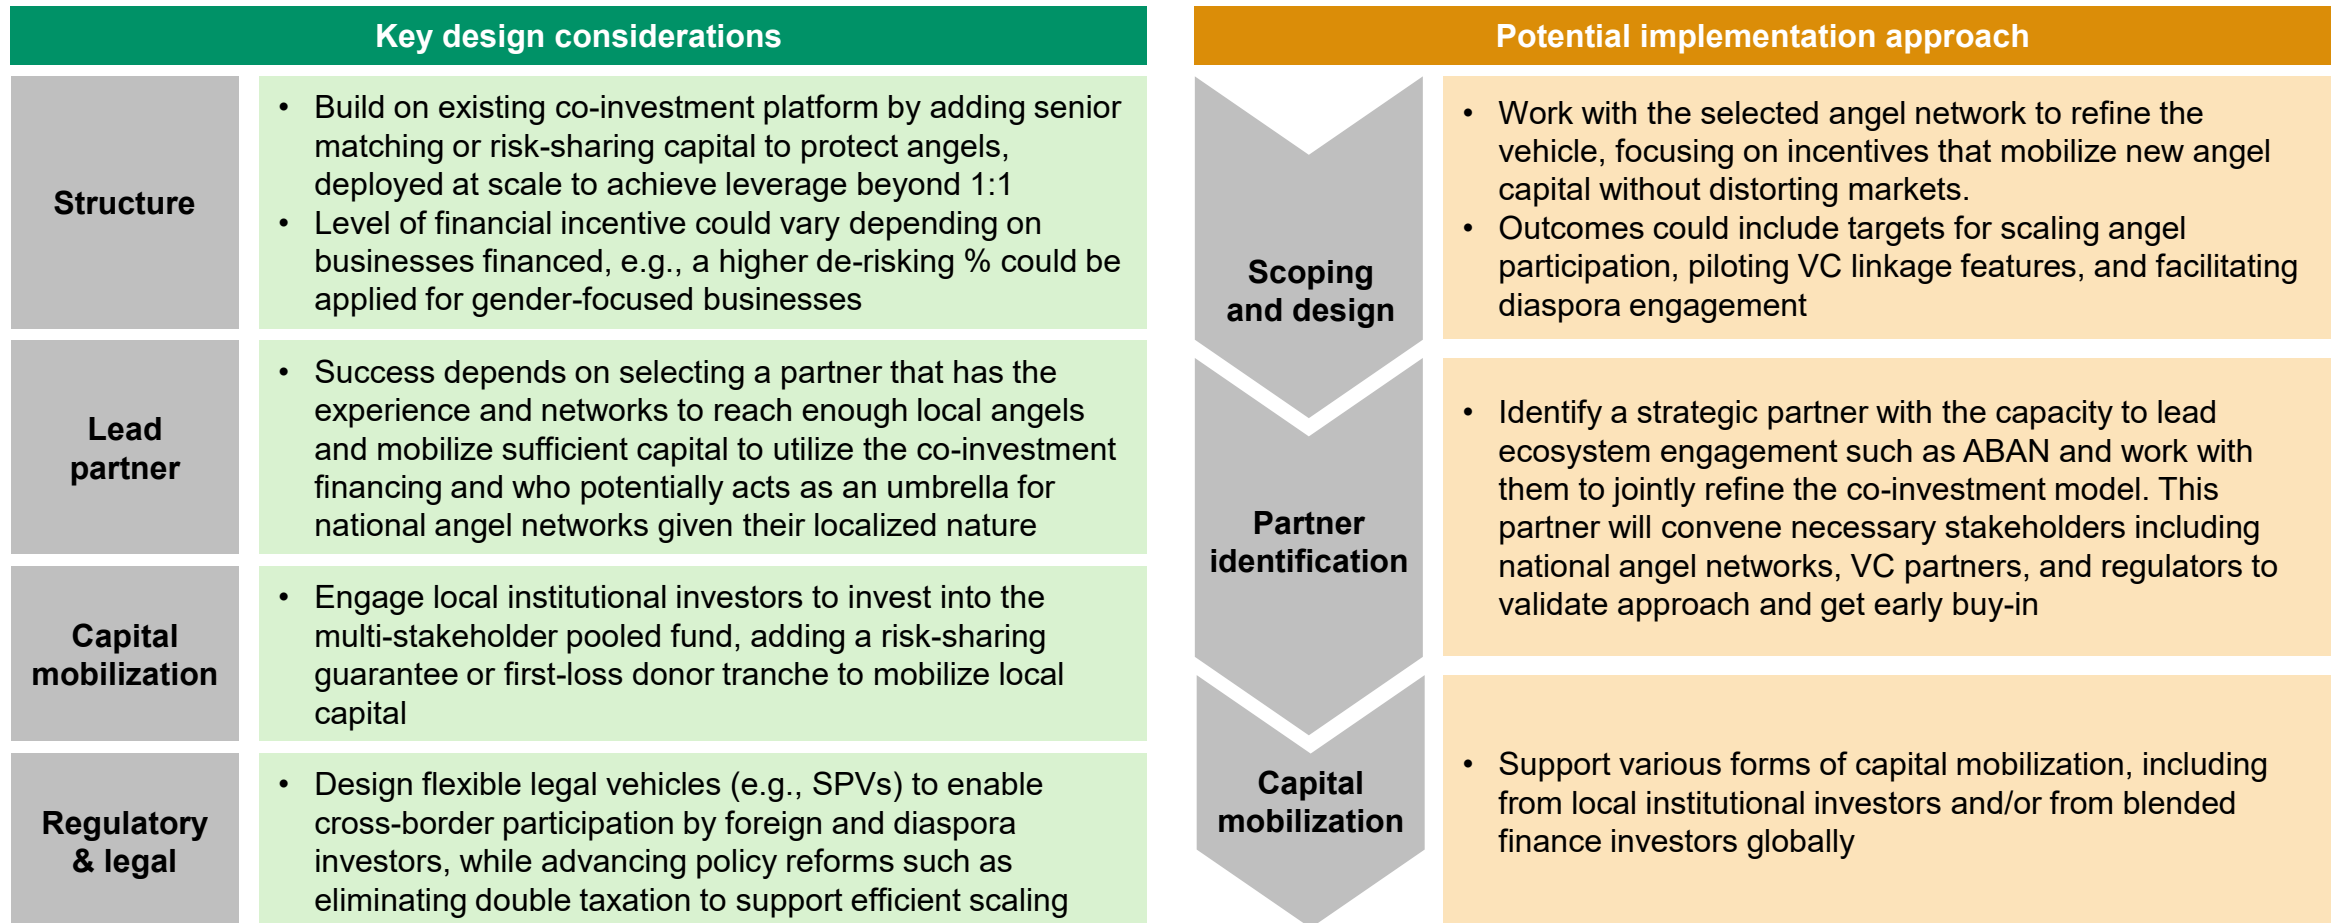 Key design considerations
Structure
• Build on existing co-investment platform by adding senior
matching or risk-sharing capital to protect angels,
deployed at scale to achieve leverage beyond 1:1
• Level of financial incentive could vary depending on
businesses financed, e.g., a higher de-risking % could be
applied for gender-focused businesses
Lead
partner
• Success depends on selecting a partner that has the
experience and networks to reach enough local angels
and mobilize sufficient capital to utilize the co-investment
financing and who potentially acts as an umbrella for
national angel networks given their localized nature
Capital
mobilization
• Engage local institutional investors to invest into the
multi-stakeholder pooled fund, adding a risk-sharing
guarantee or first-loss donor tranche to mobilize local
capital
Regulatory
& legal
• Design flexible legal vehicles (e.g., SPVs) to enable
cross-border participation by foreign and diaspora
investors, while advancing policy reforms such as
eliminating double taxation to support efficient scaling
Potential implementation approach
Scoping
and design
• Work with the selected angel network to refine the
vehicle, focusing on incentives that mobilize new angel
capital without distorting markets.
• Outcomes could include targets for scaling angel
participation, piloting VC linkage features, and facilitating
diaspora engagement
Partner
identification
• Identify a strategic partner with the capacity to lead
ecosystem engagement such as ABAN and work with
them to jointly refine the co-investment model. This
partner will convene necessary stakeholders including
national angel networks, VC partners, and regulators to
validate approach and get early buy-in
Capital
mobilization
• Support various forms of capital mobilization, including
from local institutional investors and/or from blended
finance investors globally